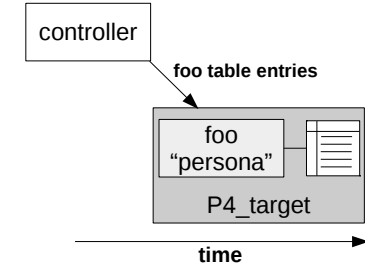 controller
foo table entries
foo
“persona”
P4_target
time